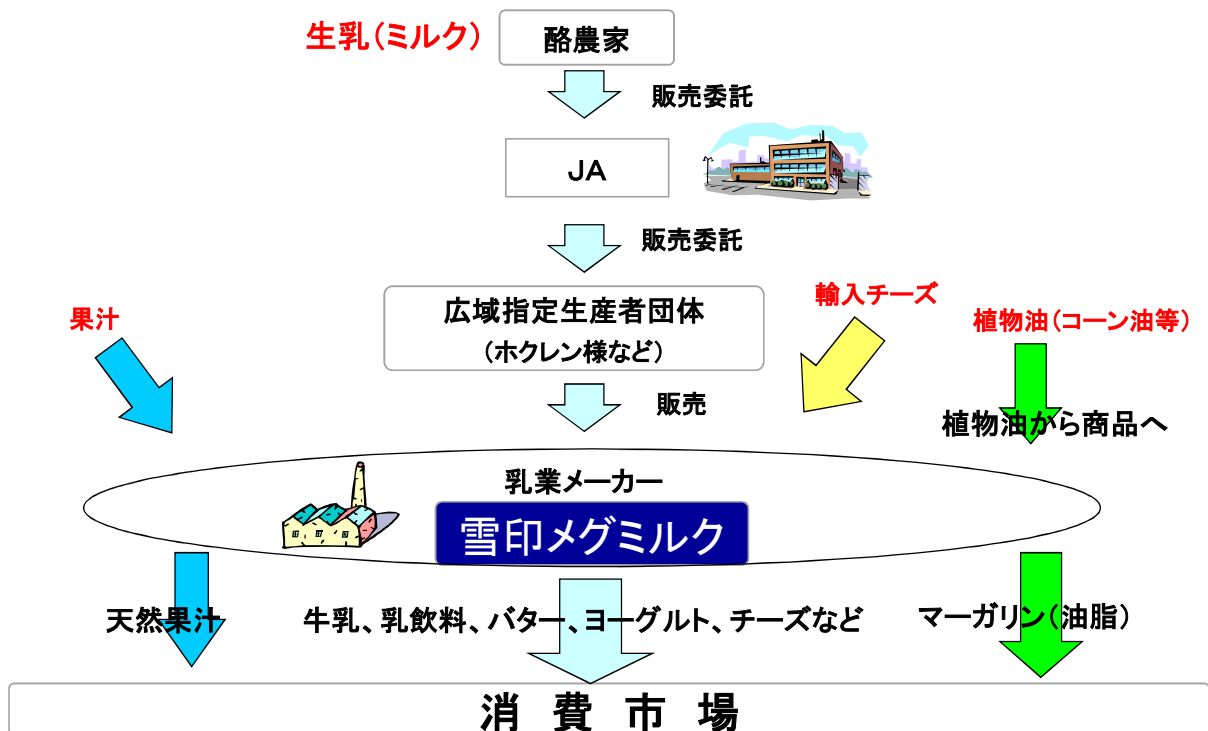 生乳(ミルク)
酪農家
販売委託
JA
販売委託
広域指定生産者団体
(ホクレン様など)
果汁
輸入チーズ
植物油(コーン油等)
販売
植物油から商品へ
乳業メーカー
雪印メグミルク
天然果汁
牛乳、乳飲料、バター、ヨーグルト、チーズなど
マーガリン(油脂)
消費市場